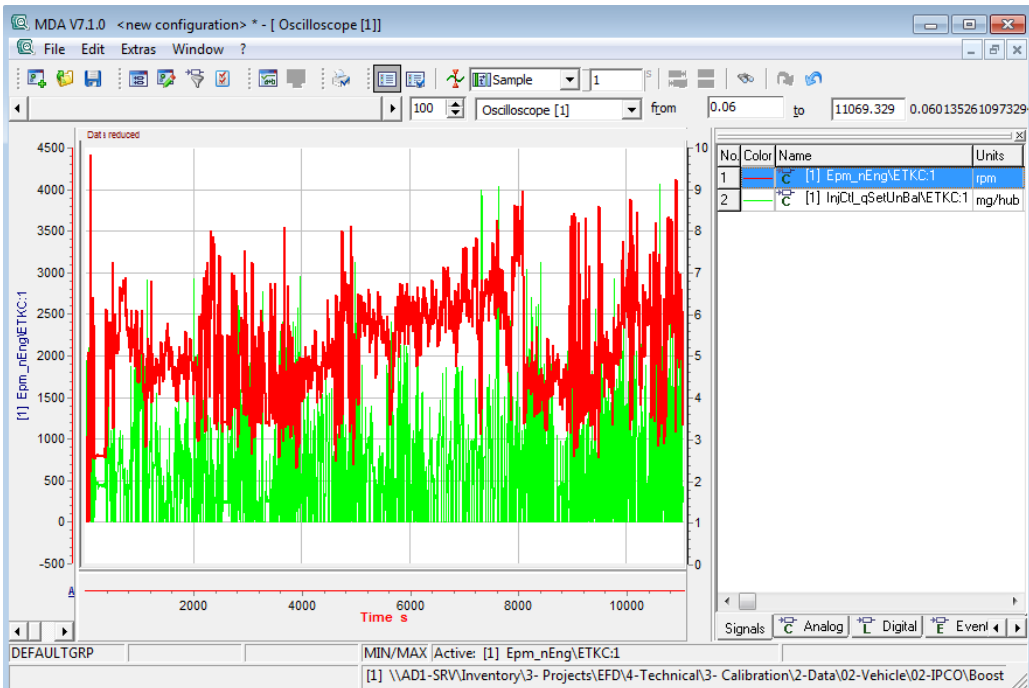 MDA V7.1.0 <new configuration> * - [ Oscilloscope [1]]
File Edit Extras Window ?
Sample 1 s
100 Oscilloscope [1] from 0.06 to 11069.329 0.060135261097329
Data reduced
4500
4000
3500
3000
2500
2000
1500
1000
500
0
-500
[1] Epm_nEng\ETKC:1
10
9
8
7
6
5
4
3
2
1
0
A
2000 4000 6000 8000 10000
Time s
No. Color Name Units
1 C [1] Epm_nEng\ETKC:1 rpm
2 C [1] InjCtl_qSetUnBal\ETKC:1 mg/hub
Signals C Analog L Digital E Event
DEFAULTGRP MIN/MAX Active: [1] Epm_nEng\ETKC:1
[1] \\AD1-SRV\Inventory\3- Projects\EFD\4-Technical\3- Calibration\2-Data\02-Vehicle\02-IPCO\Boost